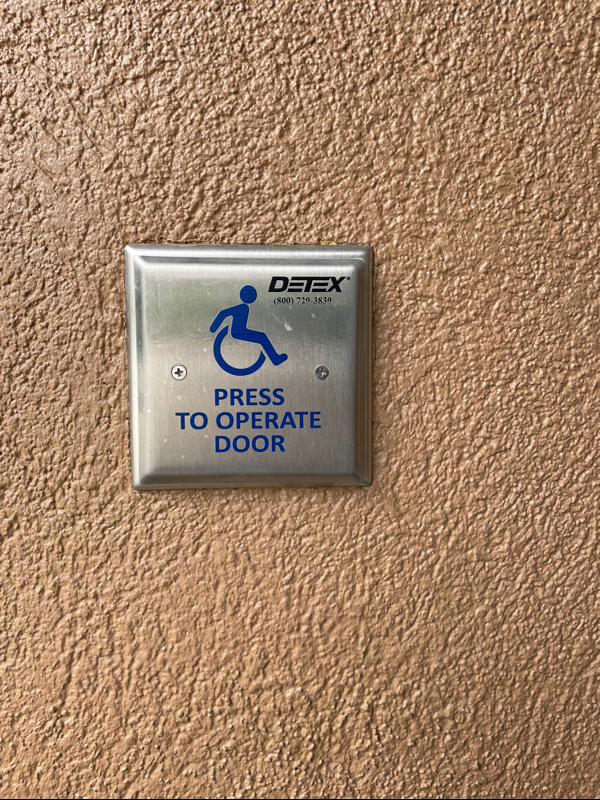 DETEX®
(800) 729-3839
PRESS
TO OPERATE
DOOR